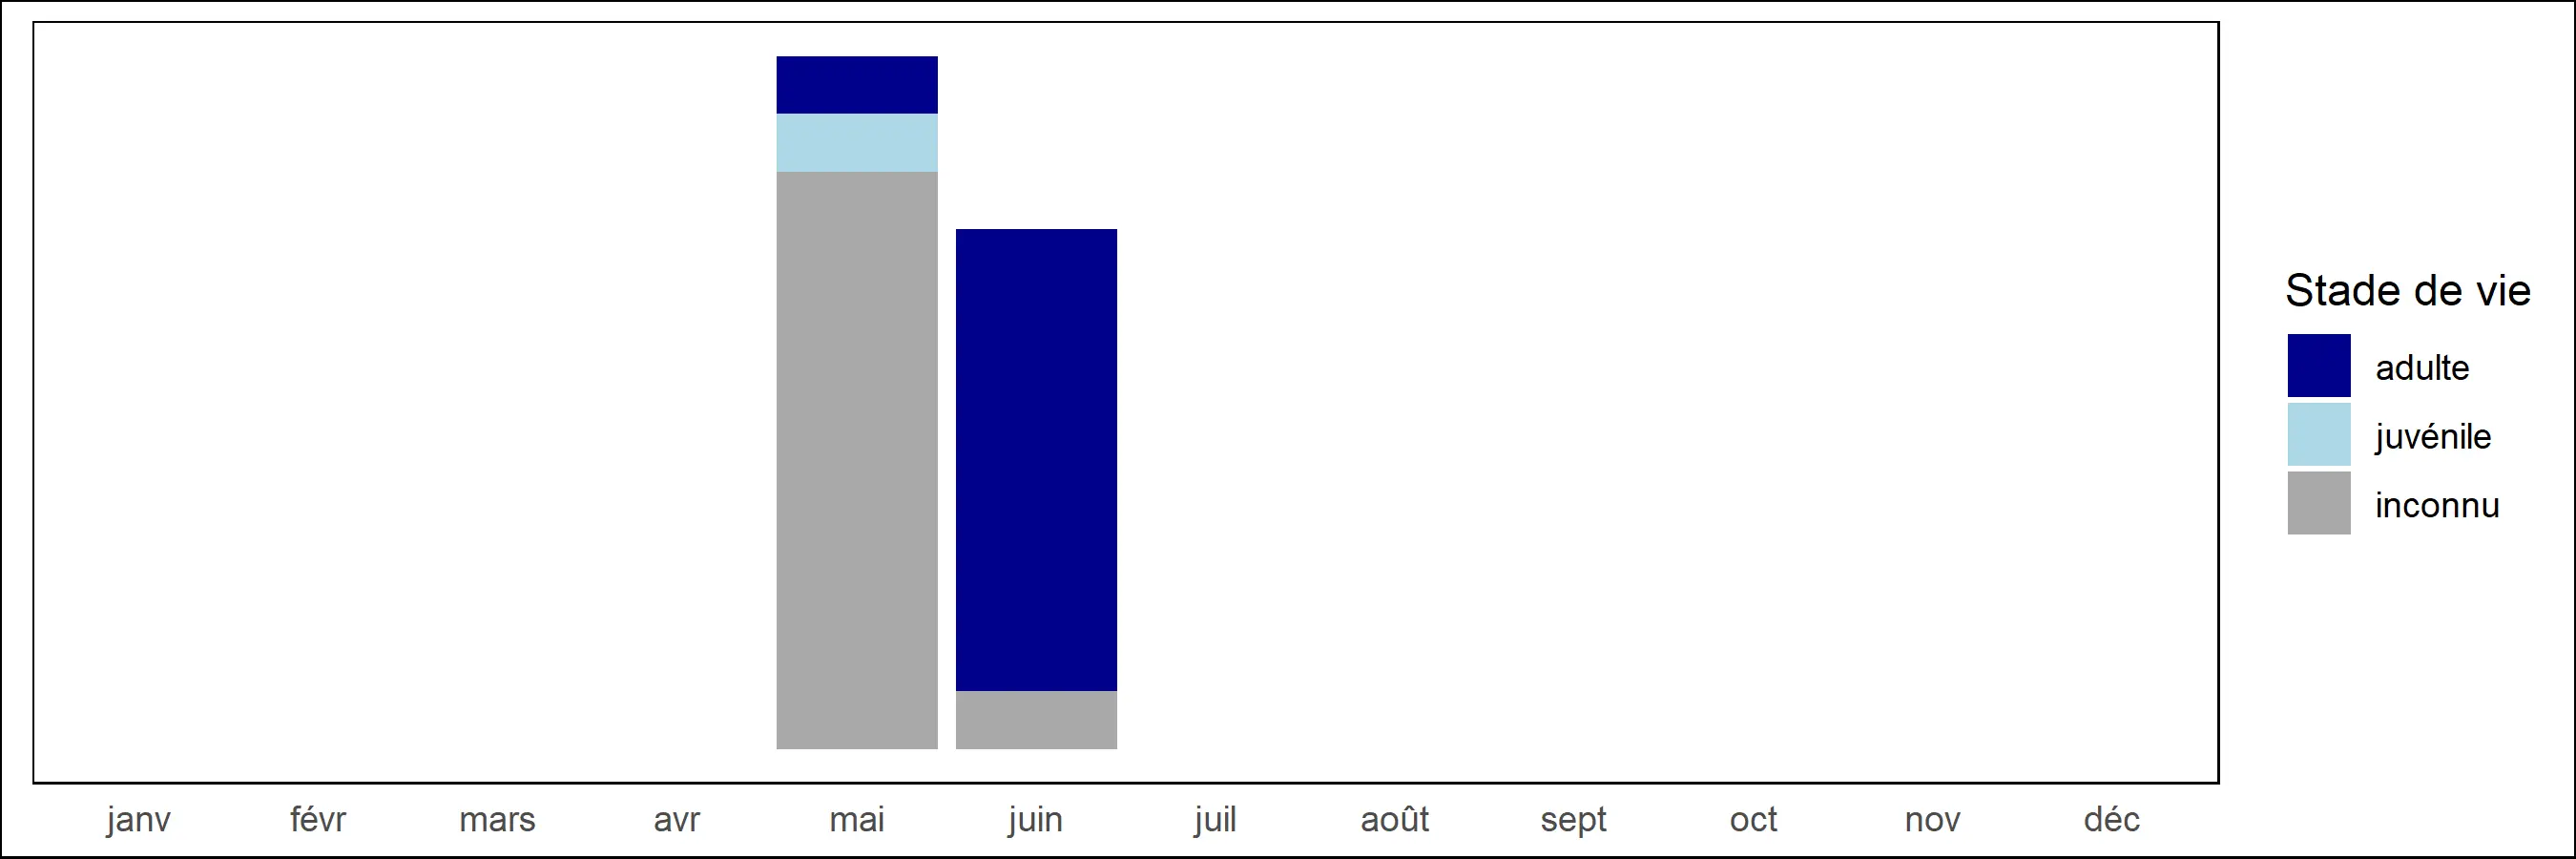 Stade de vie
adulte
juvénile
inconnu
janv févr mars avr mai juin juil août sept oct nov déc